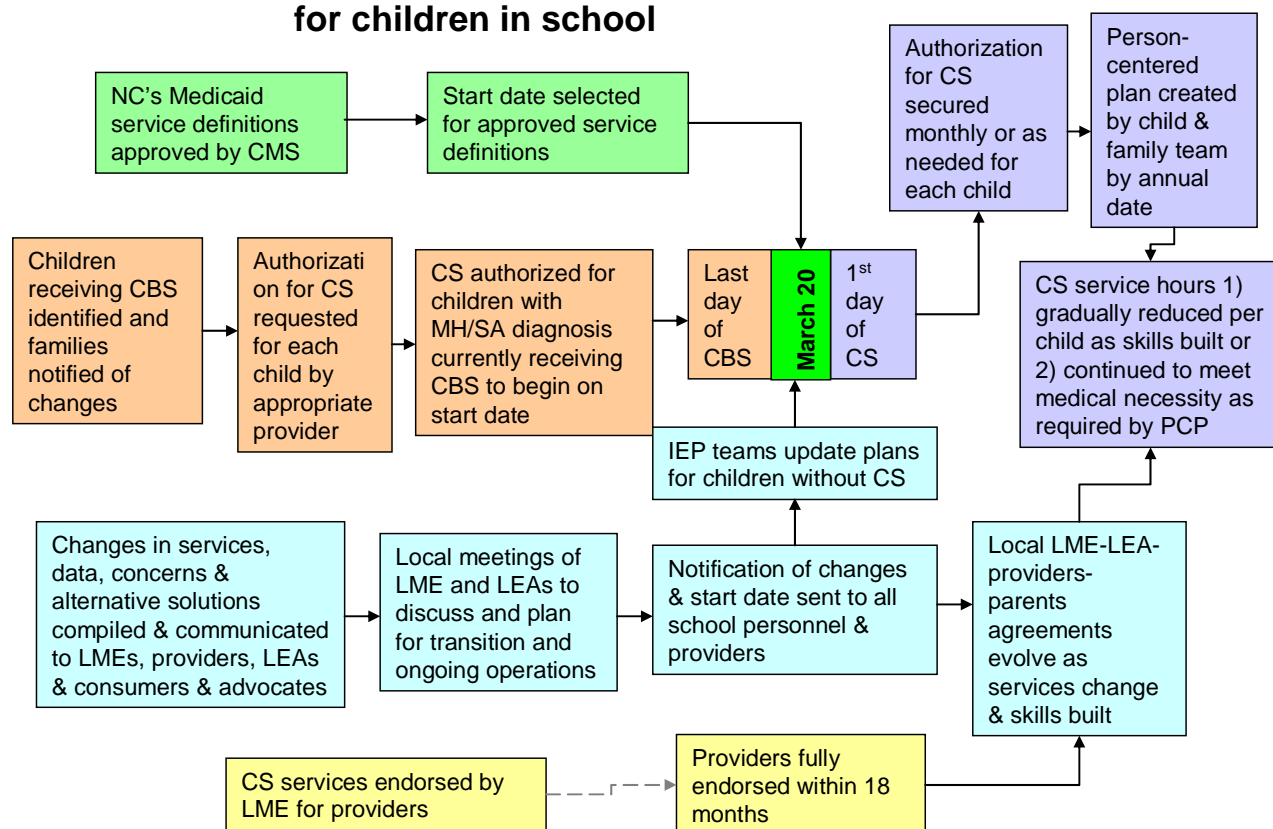 for children in school
NC's Medicaid
service definitions
approved by CMS
Start date selected
for approved service
definitions
Authorization
for CS
secured
monthly or as
needed for
each child
Person-
centered
plan created
by child &
family team
by annual
date
Children
receiving CBS
identified and
families
notified of
changes
Authorizati
on for CS
requested
for each
child by
appropriate
provider
CS authorized for
children with
MH/SA diagnosis
currently receiving
CBS to begin on
start date
Last
day
of
CBS
March 20
1st
day
of
CS
CS service hours 1)
gradually reduced per
child as skills built or
2) continued to meet
medical necessity as
required by PCP
IEP teams update plans
for children without CS
Changes in services,
data, concerns &
alternative solutions
compiled & communicated
to LMEs, providers, LEAs
& consumers & advocates
Local meetings of
LME and LEAs to
discuss and plan
for transition and
ongoing operations
Notification of changes
& start date sent to all
school personnel &
providers
Local LME-LEA-
providers-
parents
agreements
evolve as
services change
& skills built
CS services endorsed by
LME for providers
Providers fully
endorsed within 18
months